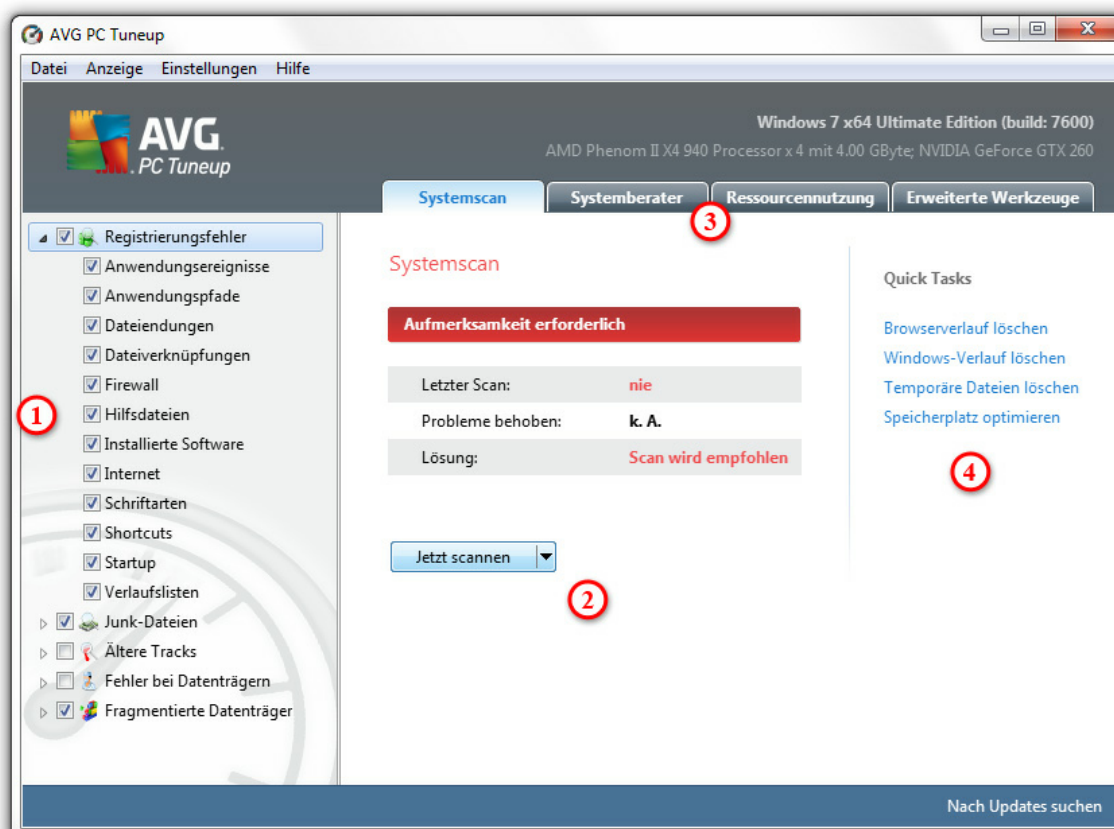 AVG PC Tuneup
Datei Anzeige Einstellungen Hilfe
AVG.
PC Tuneup
Windows 7 x64 Ultimate Edition (build: 7600)
AMD Phenom II X4 940 Processor x 4 mit 4.00 GByte; NVIDIA GeForce GTX 260
Systemscan Systemberater Ressourcennutzung Erweiterte Werkzeuge
3
Registrierungsfehler
Anwendungsereignisse
Anwendungspfade
Dateiendungen
Dateiverknüpfungen
Firewall
1
Hilfsdateien
Installierte Software
Internet
Schriftarten
Shortcuts
Startup
Verlaufslisten
Junk-Dateien
Ältere Tracks
Fehler bei Datenträgern
Fragmentierte Datenträger
Systemscan
Aufmerksamkeit erforderlich
Letzter Scan: nie
Probleme behoben: k. A.
Lösung: Scan wird empfohlen
Jetzt scannen
2
Quick Tasks
Browserverlauf löschen
Windows-Verlauf löschen
Temporäre Dateien löschen
Speicherplatz optimieren
4
Nach Updates suchen